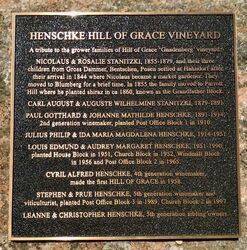 HENSCHKE HILL OF GRACE VINEYARD
A tribute to the grower families of Hill of Grace "Gnadenberg" Vineyard:
NICOLAUS & ROSALIE STANITZKI, 1855-1879, and their three
children from Gross Dammer, Bentschen, Posen settled at Hahndorf after
their arrival in 1844 where Nicolaus became a market gardener. They
moved to Blumberg for a brief time. In 1855 the family moved to Parrot
Hill where he planted shiraz in ca 1860, known as the Grandfather block.
CARL AUGUST & AUGUSTE WILHELMINE STANITZKI, 1879-1891
PAUL GOTTHARD & JOHANNE MATHILDE HENSCHKE, 1891-1914
2nd generation winemaker, planted Post Office Block 1 in 1910.
JULIUS PHILIP & IDA MARIA MAGDALENA HENSCHKE, 1914-1951
LOUIS EDMUND & AUDREY MARGARET HENSCHKE, 1951-1990
planted House Block in 1951, Church Block in 1952, Windmill Block
in 1956 and Post Office Block 2 in 1965.
CYRIL ALFRED HENSCHKE, 4th generation winemaker,
made the first HILL OF GRACE in 1958.
STEPHEN & PRUE HENSCHKE, 5th generation winemaker and
viticulturist, planted Post Office Block 3 in 1989, Church Block 2 in
LEANNE & CHRISTOPHER HENSCHKE, 5th generation sibling owners